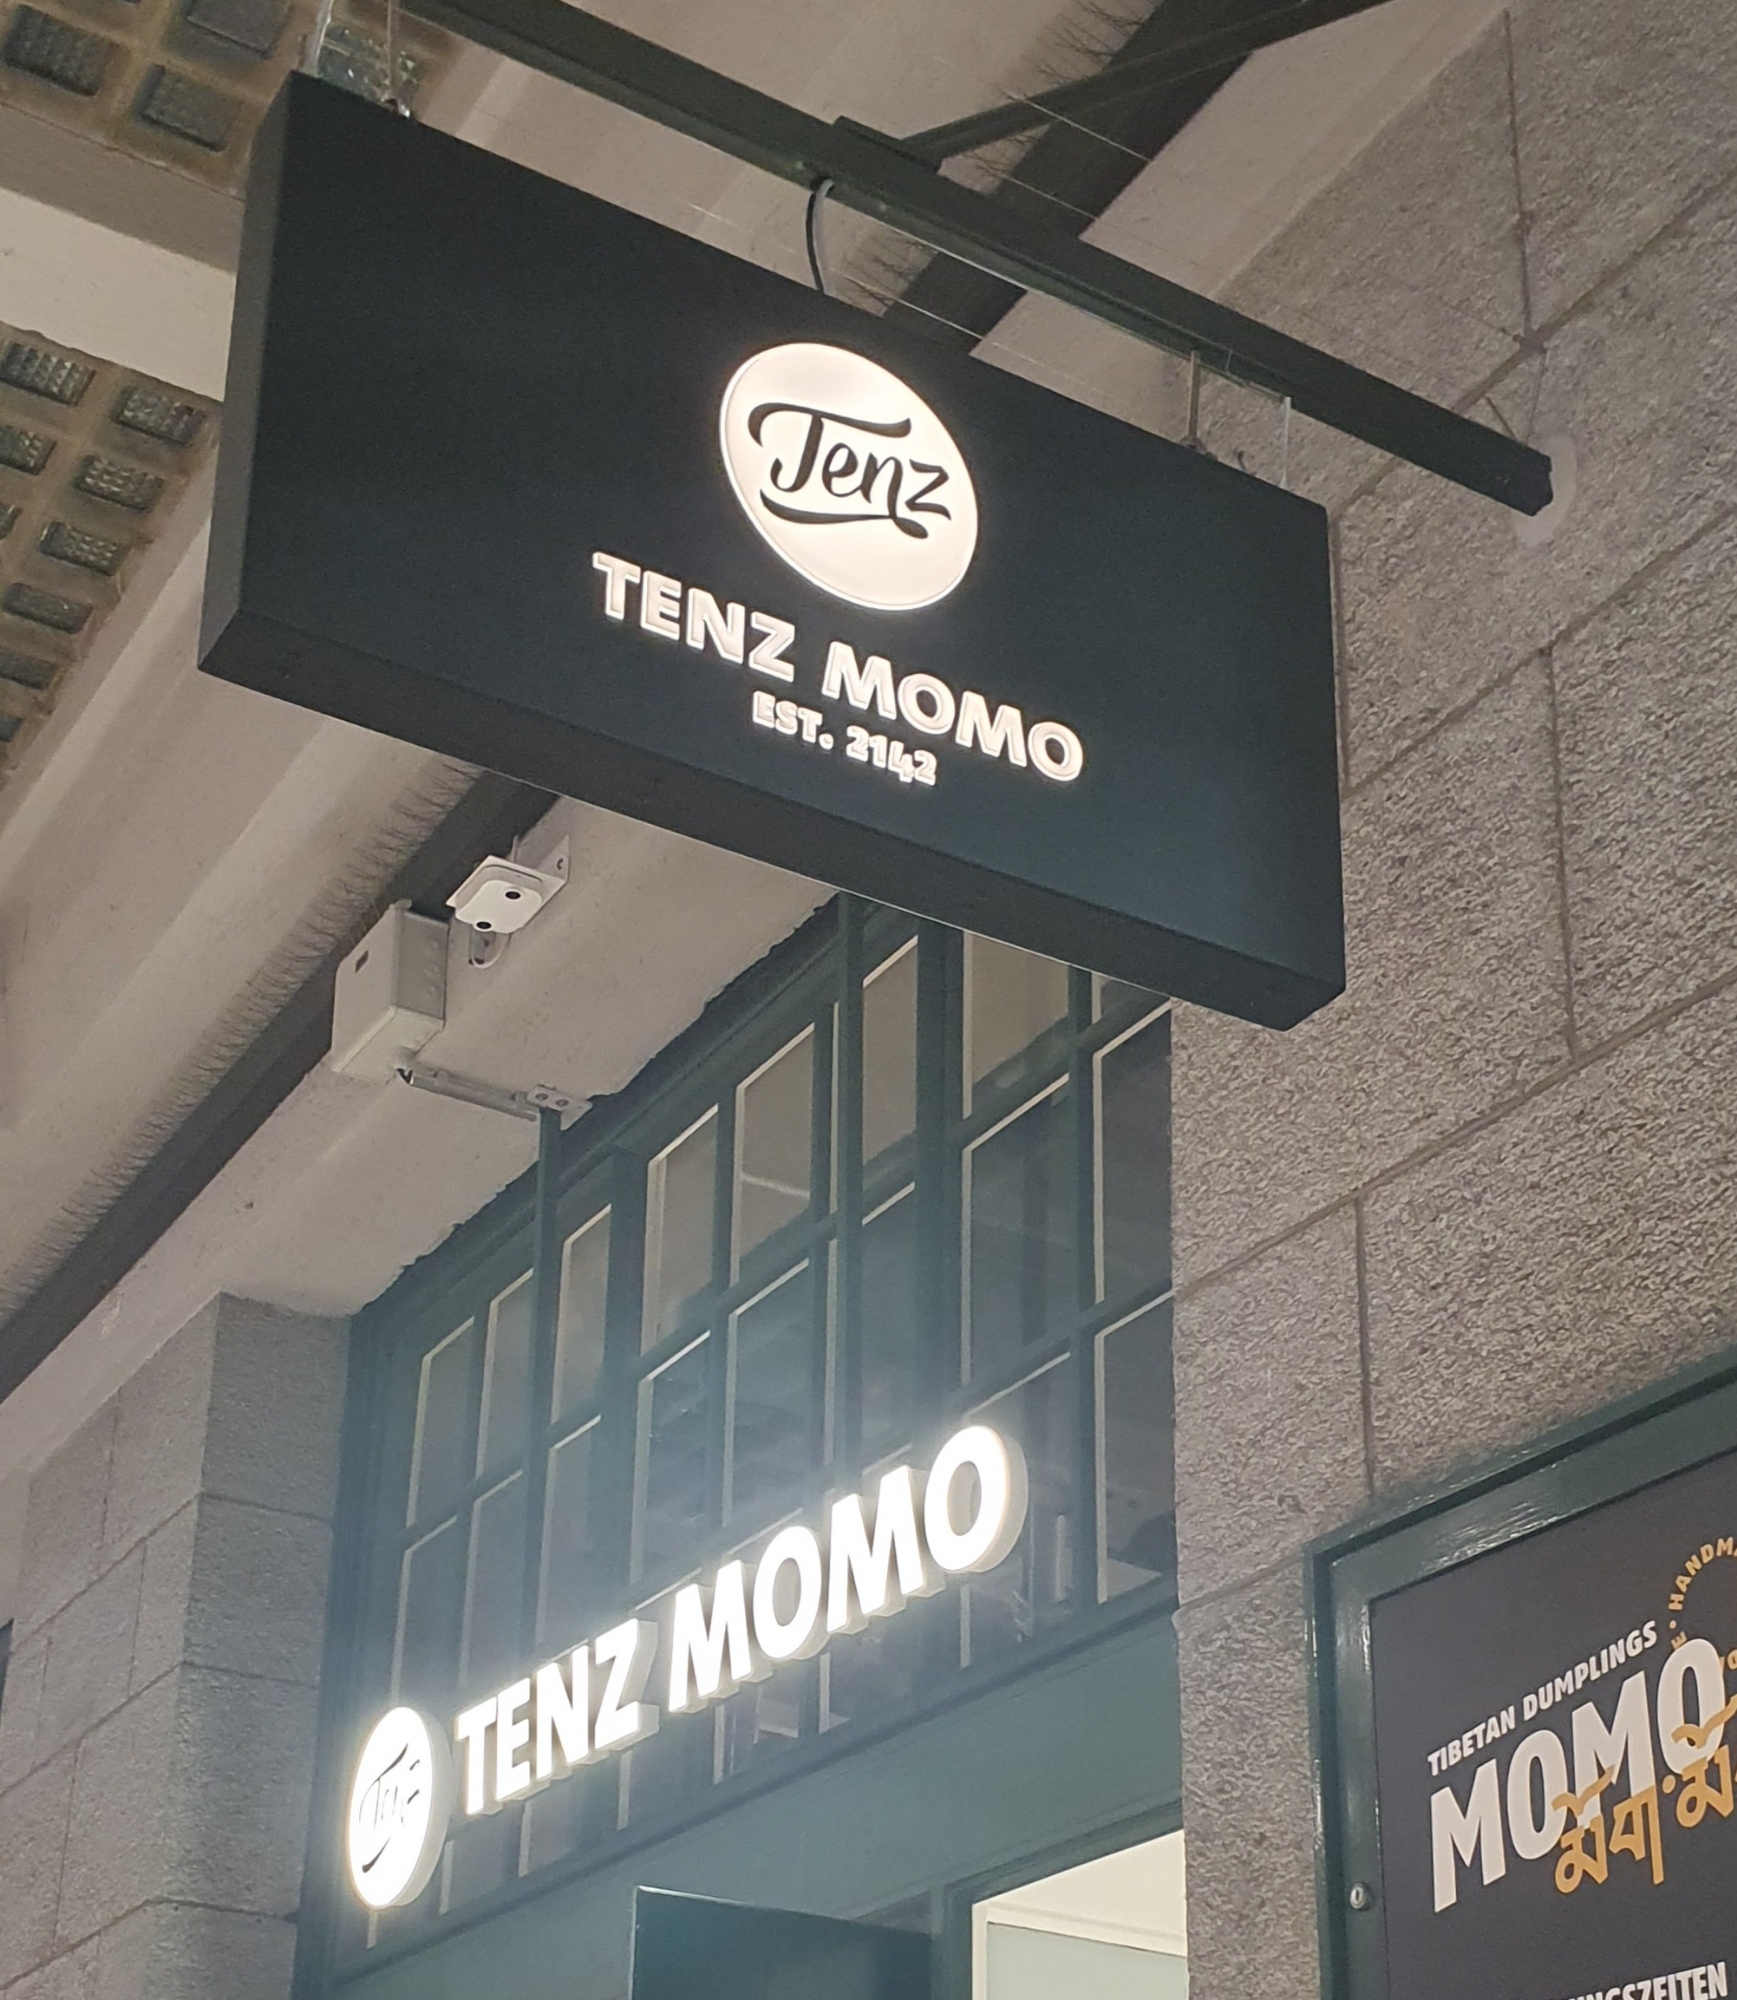 Tenz
TENZ MOMO
EST. 2142
Tenz
TENZ MOMO
TIBETAN DUMPLINGS
MOMO